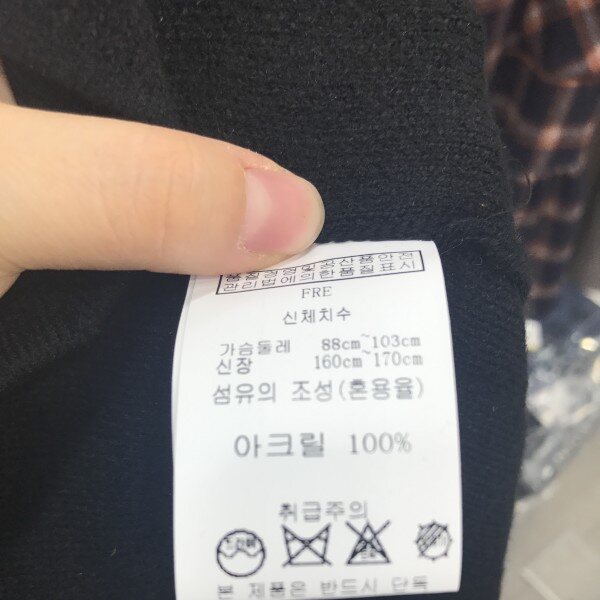 품질경영및공산품안전
관리법에의한품질표시
FRE
신체치수
가슴둘레 88cm~103cm
신장 160cm~170cm
섬유의 조성(혼용율)
아크릴 100%
취급주의
본 제품은 반드시 단독